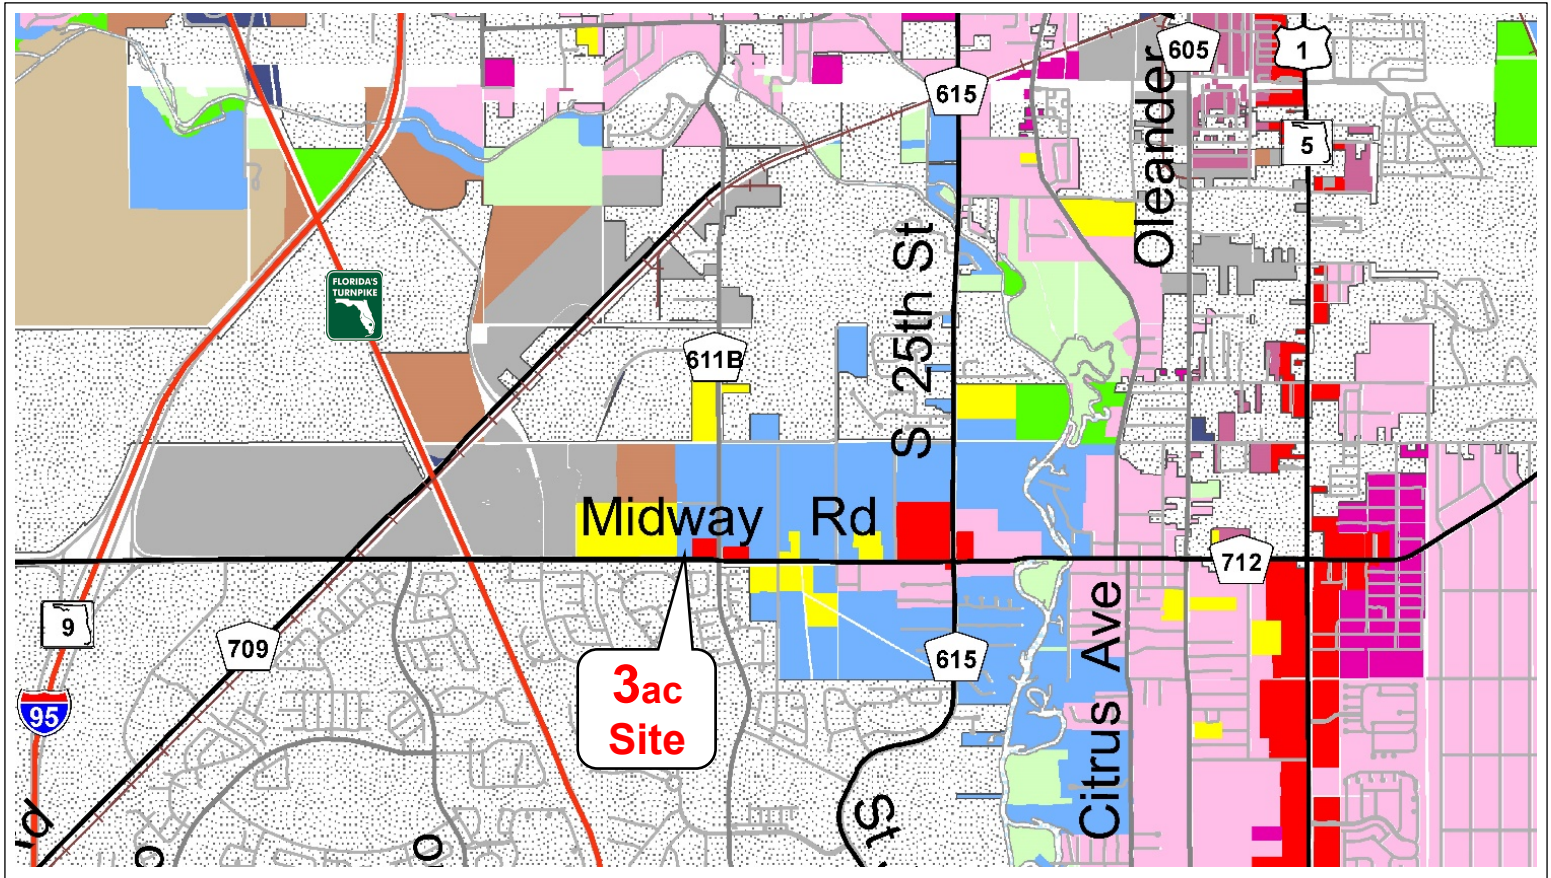 605
1
615
Oleander
5
S 25th St
FLORIDA'S
TURNPIKE
611B
Midway Rd
712
9
709
615
Citrus Ave
3ac
Site
95
St